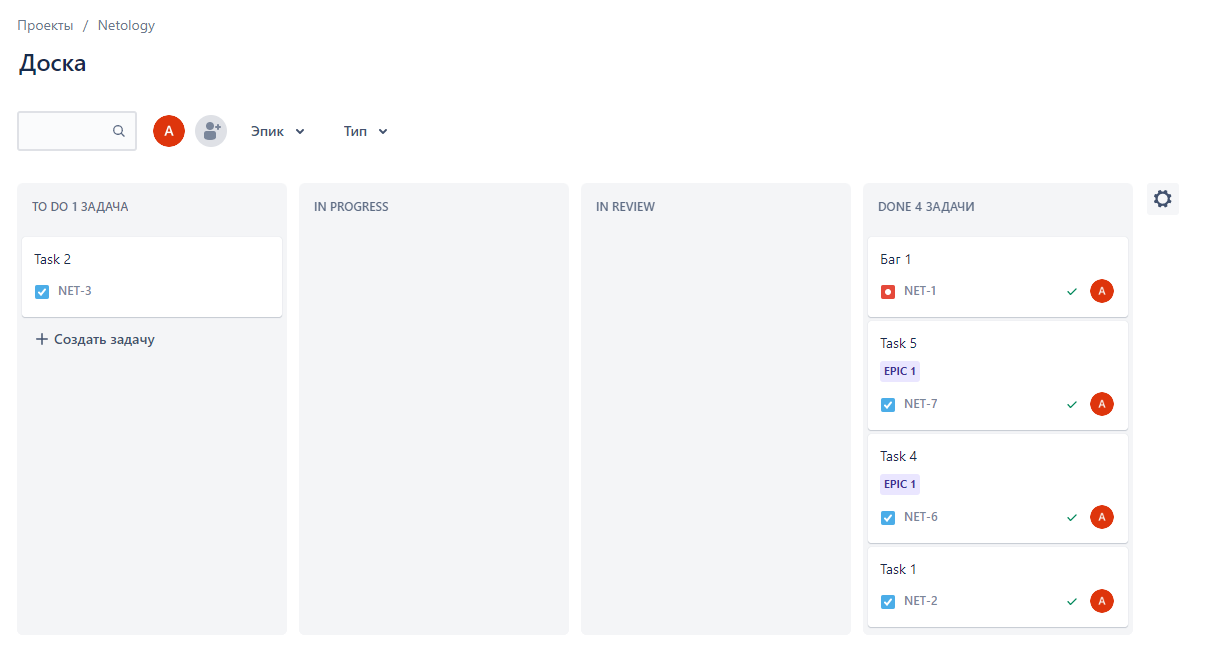 Проекты / Netology
Доска
A
Эпик
Тип
TO DO 1 ЗАДАЧА
Task 2
NET-3
+ Создать задачу
IN PROGRESS
IN REVIEW
DONE 4 ЗАДАЧИ
Баг 1
NET-1
A
Task 5
EPIC 1
NET-7
A
Task 4
EPIC 1
NET-6
A
Task 1
NET-2
A